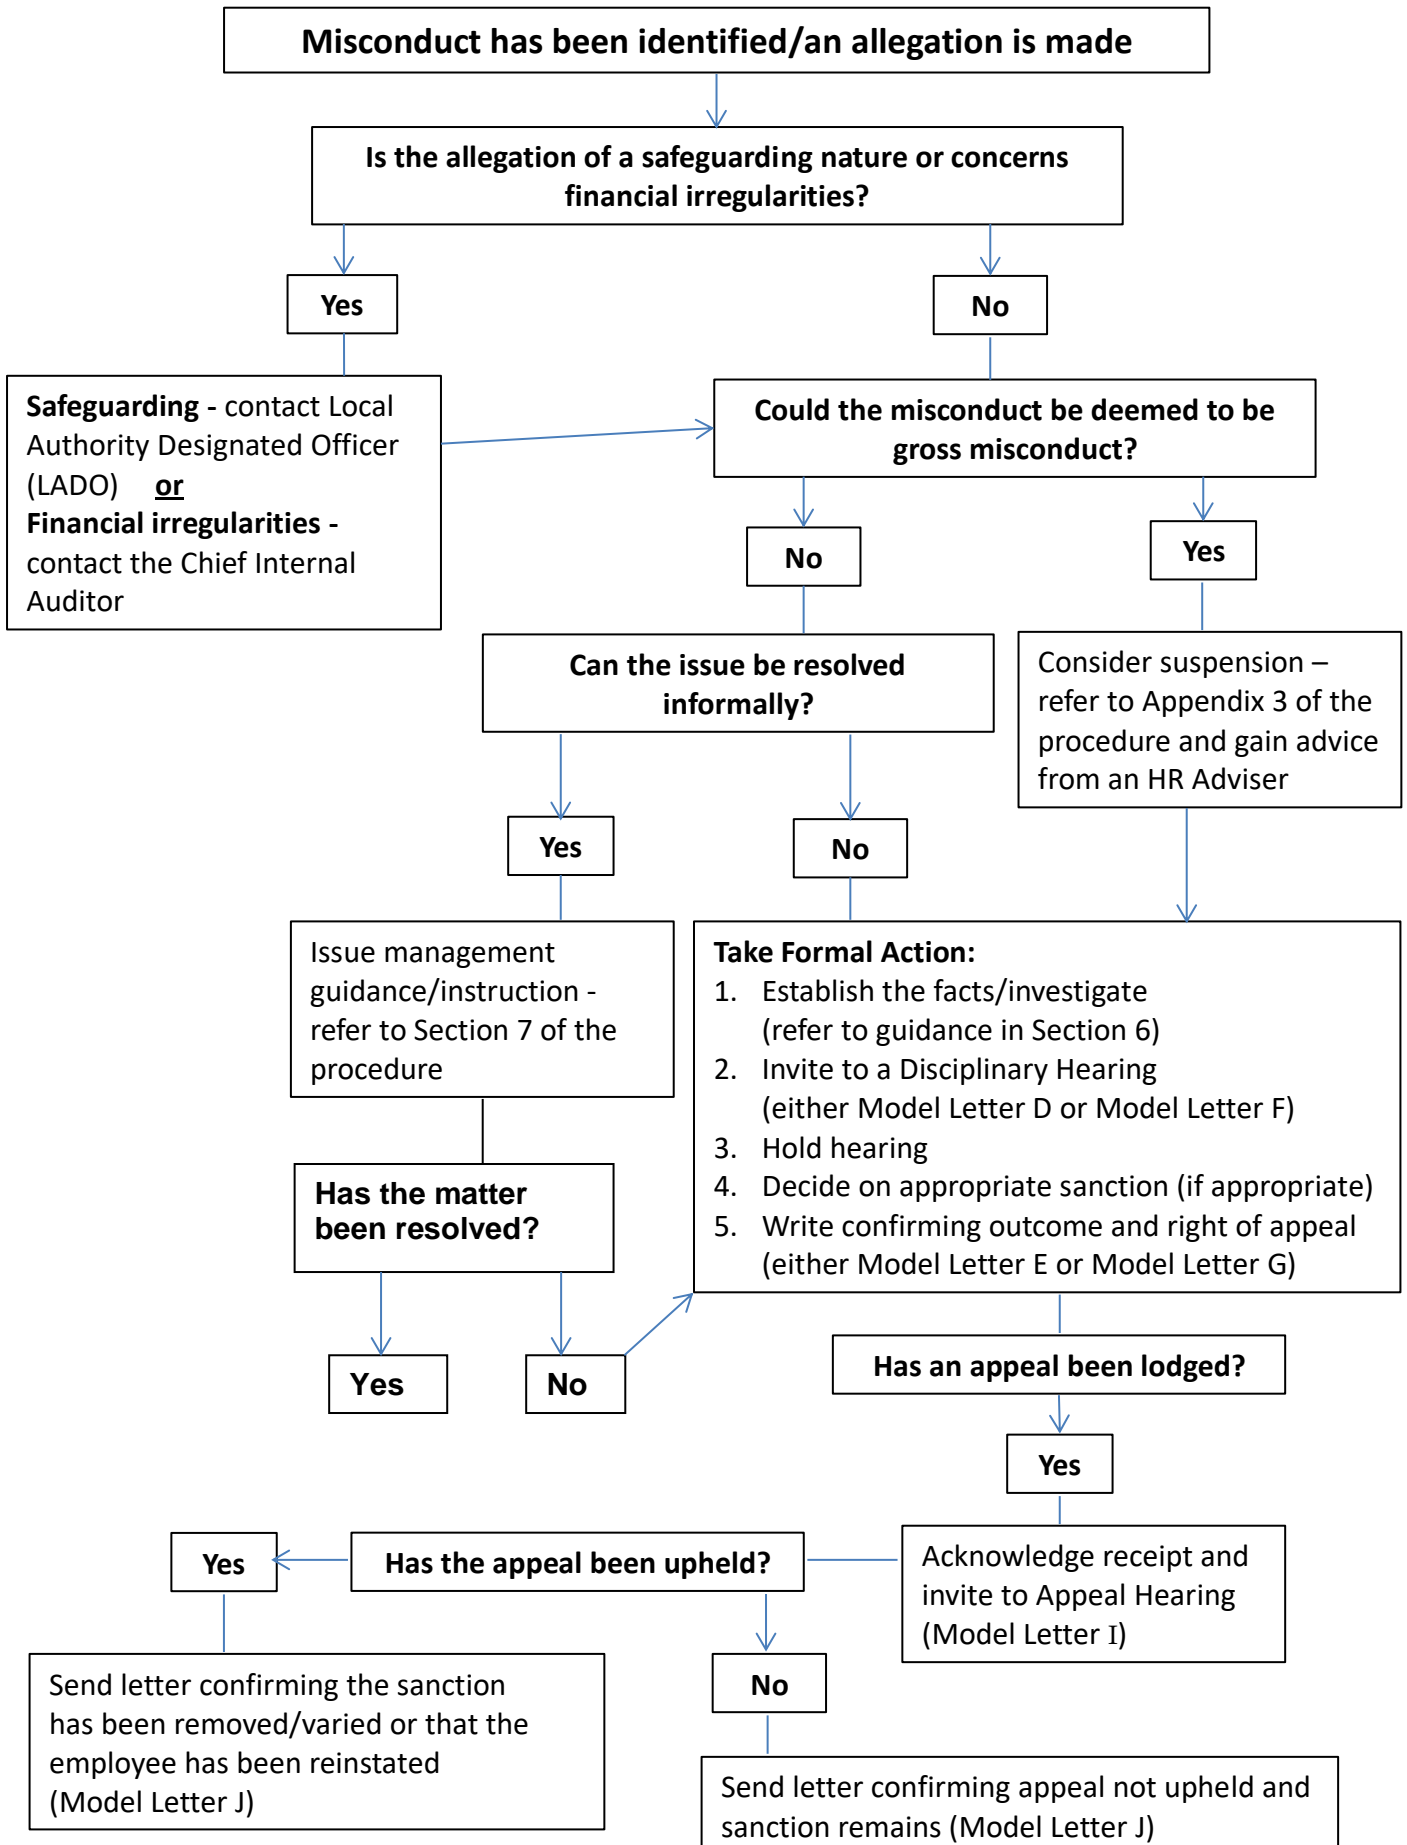 Misconduct has been identified/an allegation is made
Is the allegation of a safeguarding nature or concerns
financial irregularities?
Yes
No
Safeguarding - contact Local
Authority Designated Officer
(LADO) or
Financial irregularities -
contact the Chief Internal
Auditor
Could the misconduct be deemed to be
gross misconduct?
No
Yes
Can the issue be resolved
informally?
Consider suspension –
refer to Appendix 3 of the
procedure and gain advice
from an HR Adviser
Yes
No
Issue management
guidance/instruction -
refer to Section 7 of the
procedure
Take Formal Action:
1. Establish the facts/investigate
(refer to guidance in Section 6)
2. Invite to a Disciplinary Hearing
(either Model Letter D or Model Letter F)
3. Hold hearing
4. Decide on appropriate sanction (if appropriate)
5. Write confirming outcome and right of appeal
(either Model Letter E or Model Letter G)
Has the matter
been resolved?
Yes
No
Has an appeal been lodged?
Yes
Acknowledge receipt and
invite to Appeal Hearing
(Model Letter I)
Has the appeal been upheld?
Yes
No
Send letter confirming the sanction
has been removed/varied or that the
employee has been reinstated
(Model Letter J)
Send letter confirming appeal not upheld and
sanction remains (Model Letter J)